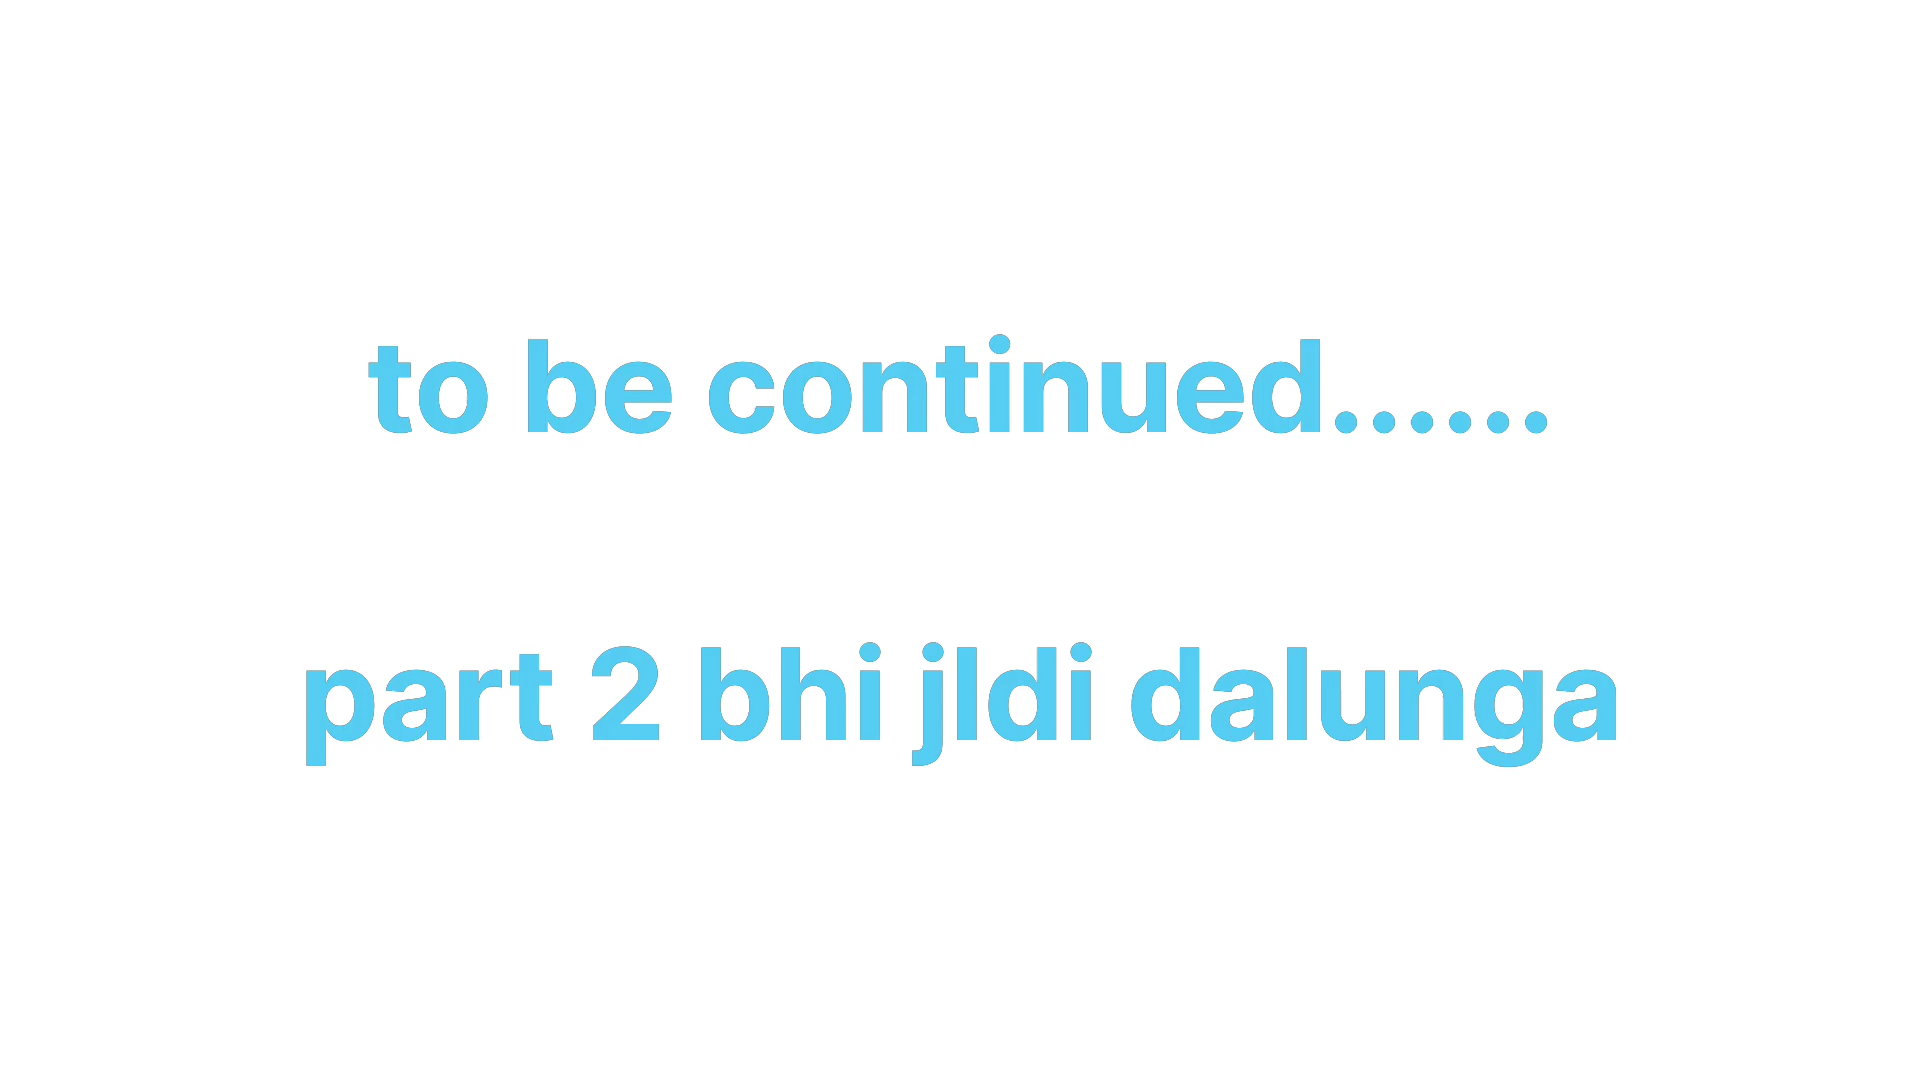 to be continued......
part 2 bhi jldi dalunga